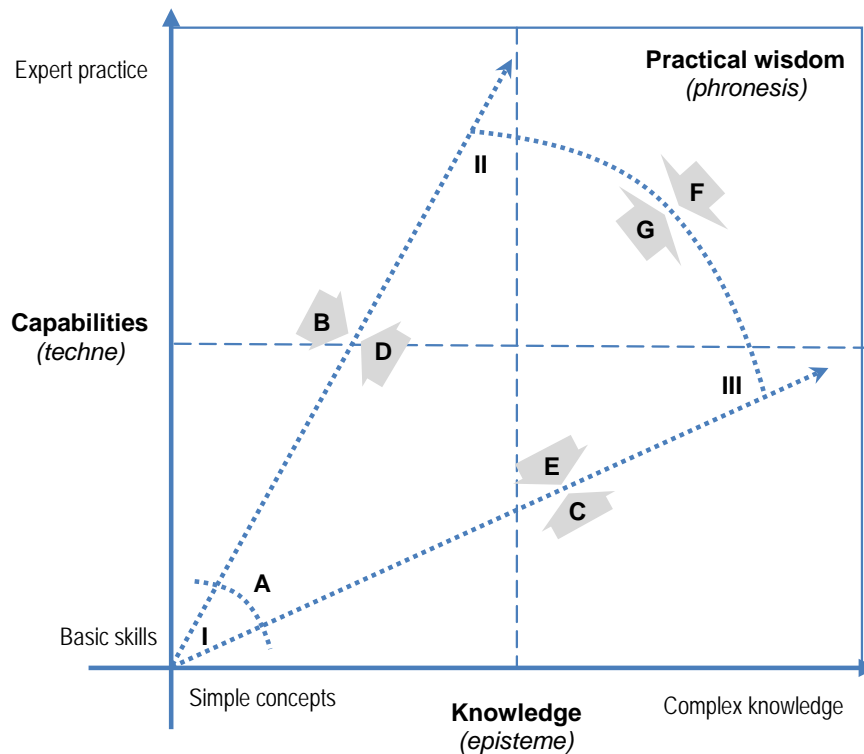 Expert practice
Practical wisdom
(phronesis)
II
F
G
Capabilities
(techne)
B
D
III
E
C
A
Basic skills
I
Simple concepts
Knowledge
(episteme)
Complex knowledge